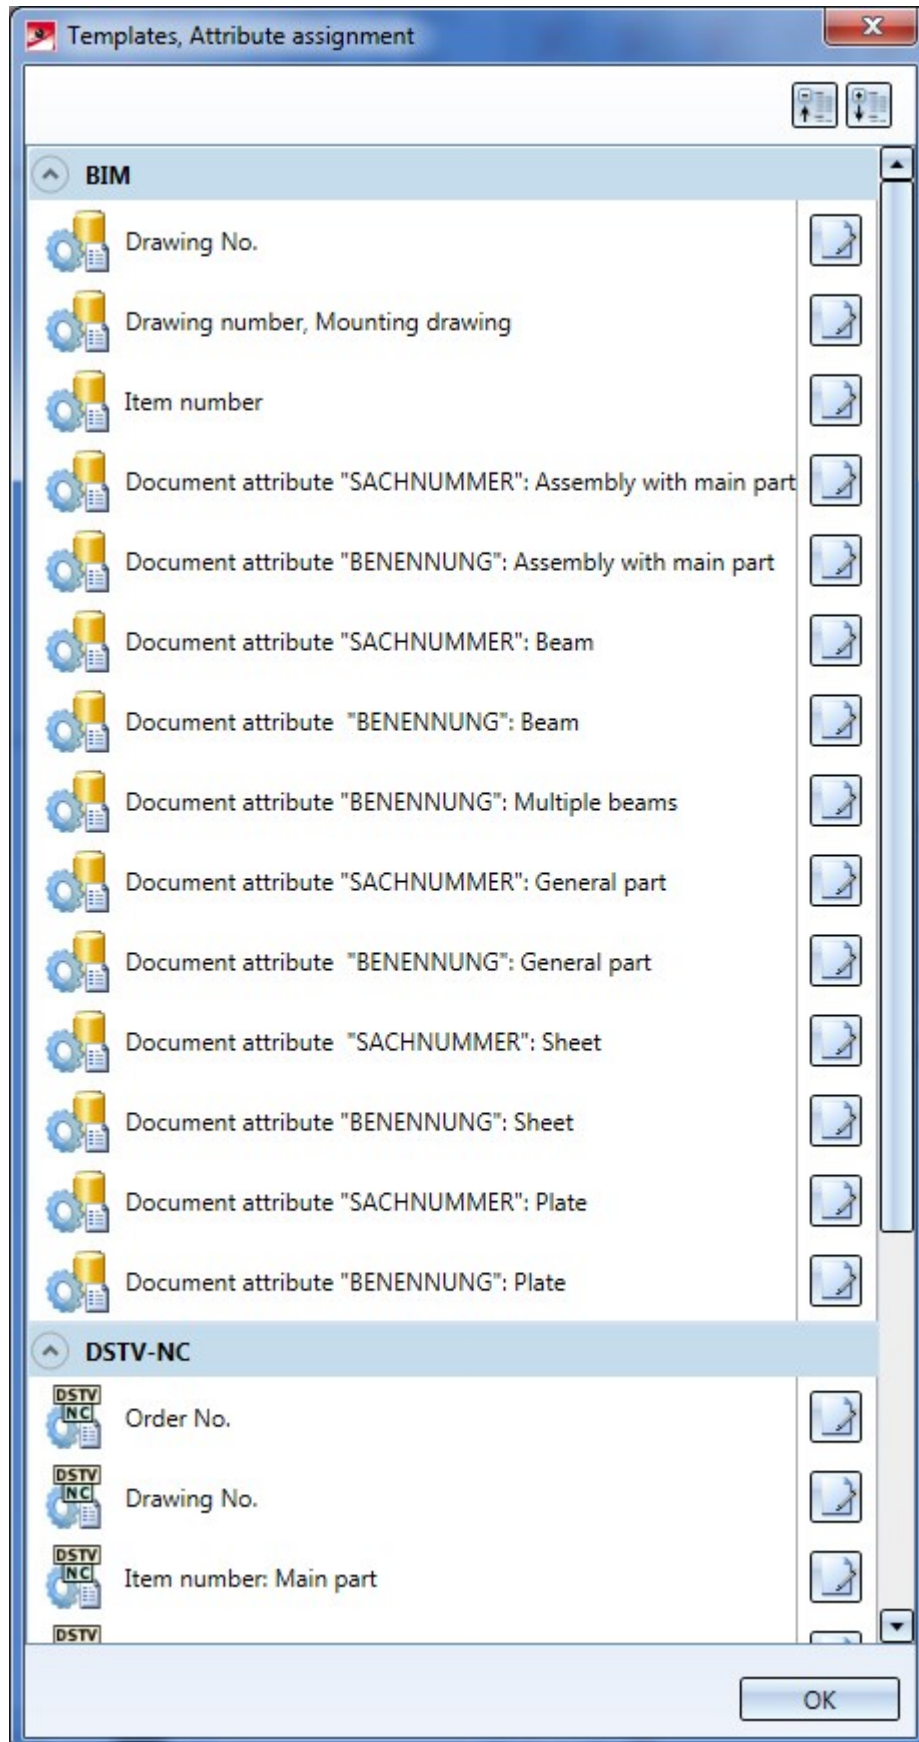 Templates, Attribute assignment
BIM
Drawing No.
Drawing number, Mounting drawing
Item number
Document attribute "SACHNUMMER": Assembly with main part
Document attribute "BENENNUNG": Assembly with main part
Document attribute "SACHNUMMER": Beam
Document attribute  "BENENNUNG": Beam
Document attribute "BENENNUNG": Multiple beams
Document attribute "SACHNUMMER": General part
Document attribute  "BENENNUNG": General part
Document attribute  "SACHNUMMER": Sheet
Document attribute "BENENNUNG": Sheet
Document attribute "SACHNUMMER": Plate
Document attribute "BENENNUNG": Plate
DSTV-NC
DSTV
NC
Order No.
DSTV
NC
Drawing No.
DSTV
NC
Item number: Main part
DSTV
OK